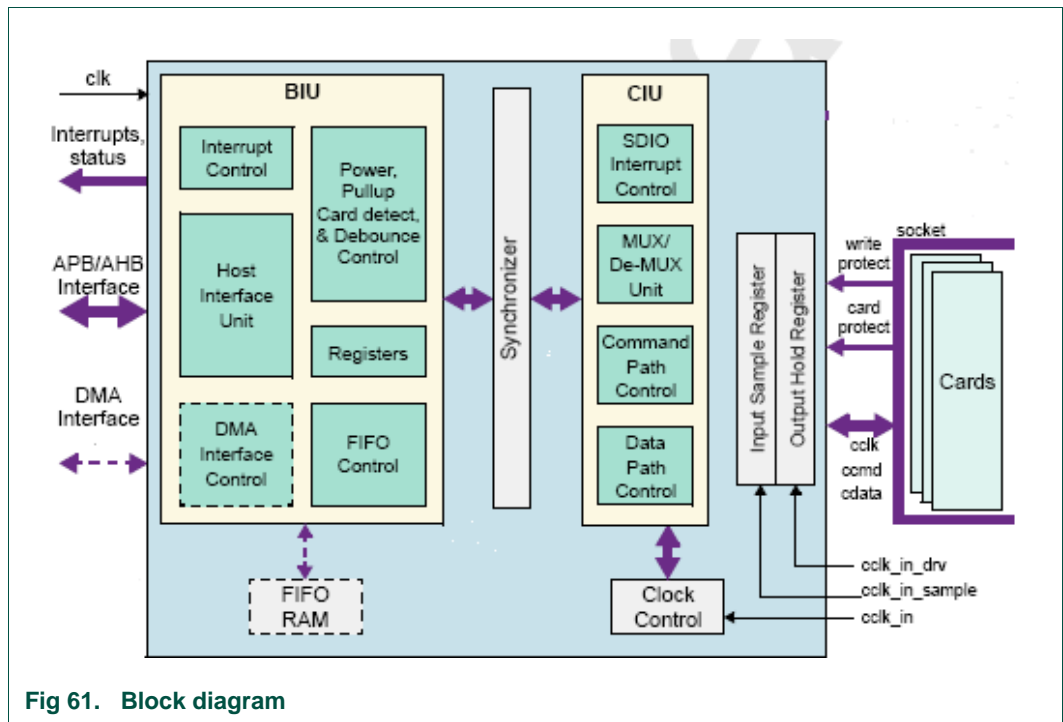 clk
Interrupts,
status
APB/AHB
Interface
DMA
Interface
BIU
Interrupt
Control
Host
Interface
Unit
DMA
Interface
Control
Power,
Pullup
Card detect,
& Debounce
Control
Registers
FIFO
Control
FIFO
RAM
Synchronizer
CIU
SDIO
Interrupt
Control
MUX/
De-MUX
Unit
Command
Path
Control
Data
Path
Control
Clock
Control
Input Sample Register
Output Hold Register
socket
write
protect
card
protect
cclk
ccmd
cdata
Cards
cclk_in_drv
cclk_in_sample
cclk_in
Fig 61. Block diagram